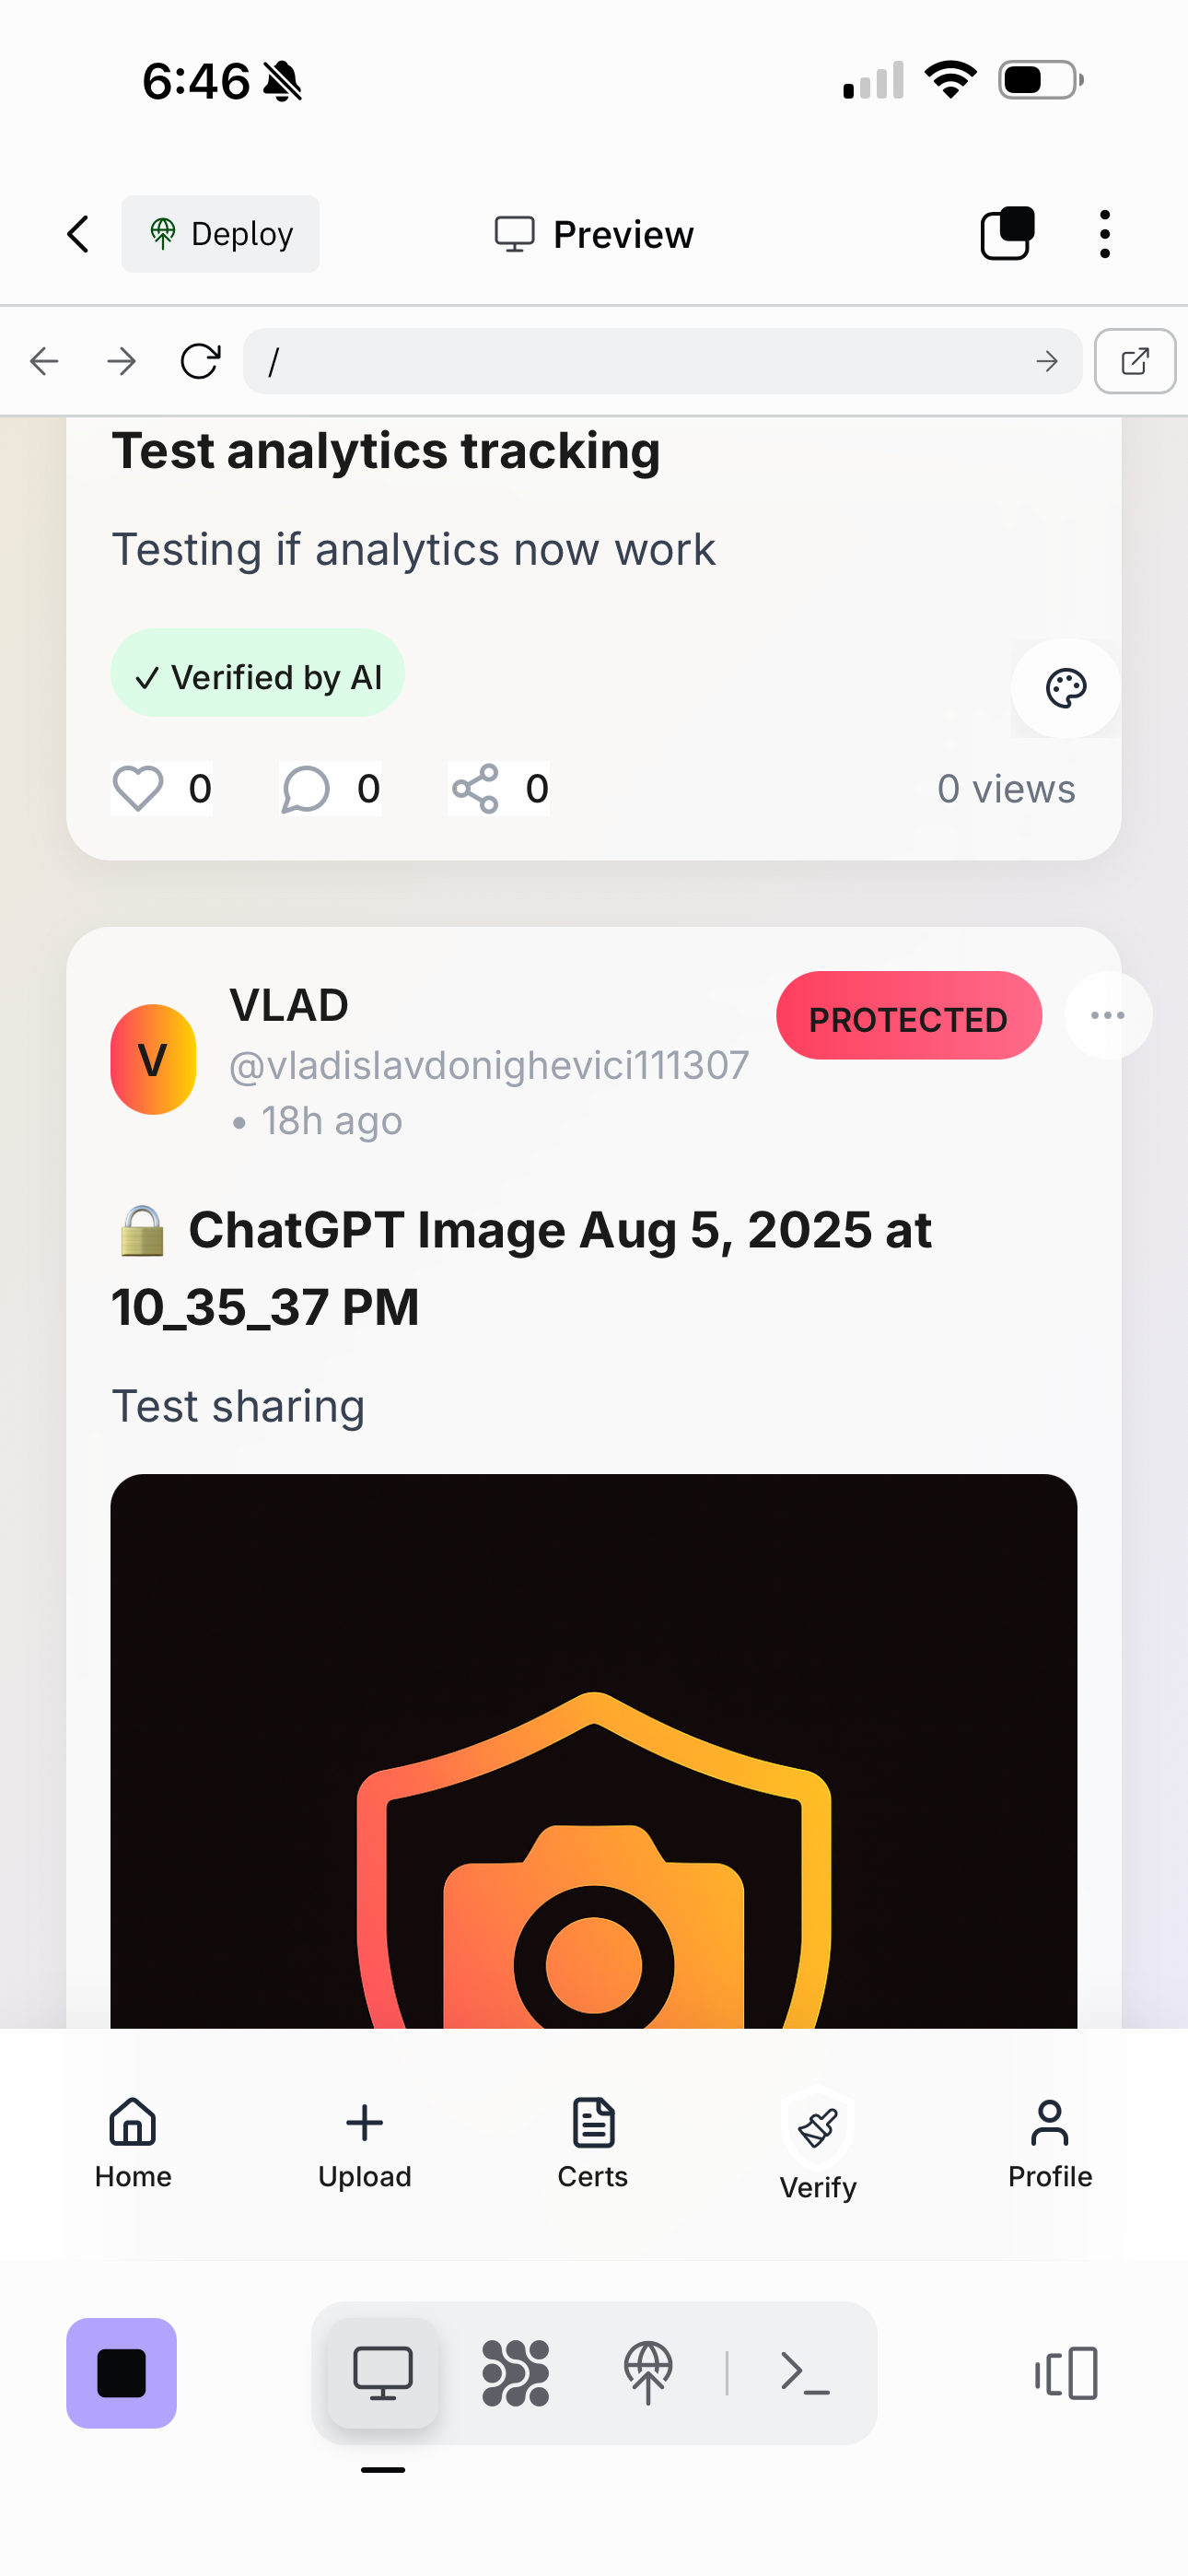 6:46
Deploy
Preview
/
Test analytics tracking
Testing if analytics now work
✓ Verified by AI
0 0 0 0 views
VLAD
PROTECTED
V
@vladislavdonighevici111307
• 18h ago
🔒 ChatGPT Image Aug 5, 2025 at
10_35_37 PM
Test sharing
Home Upload Certs Verify Profile